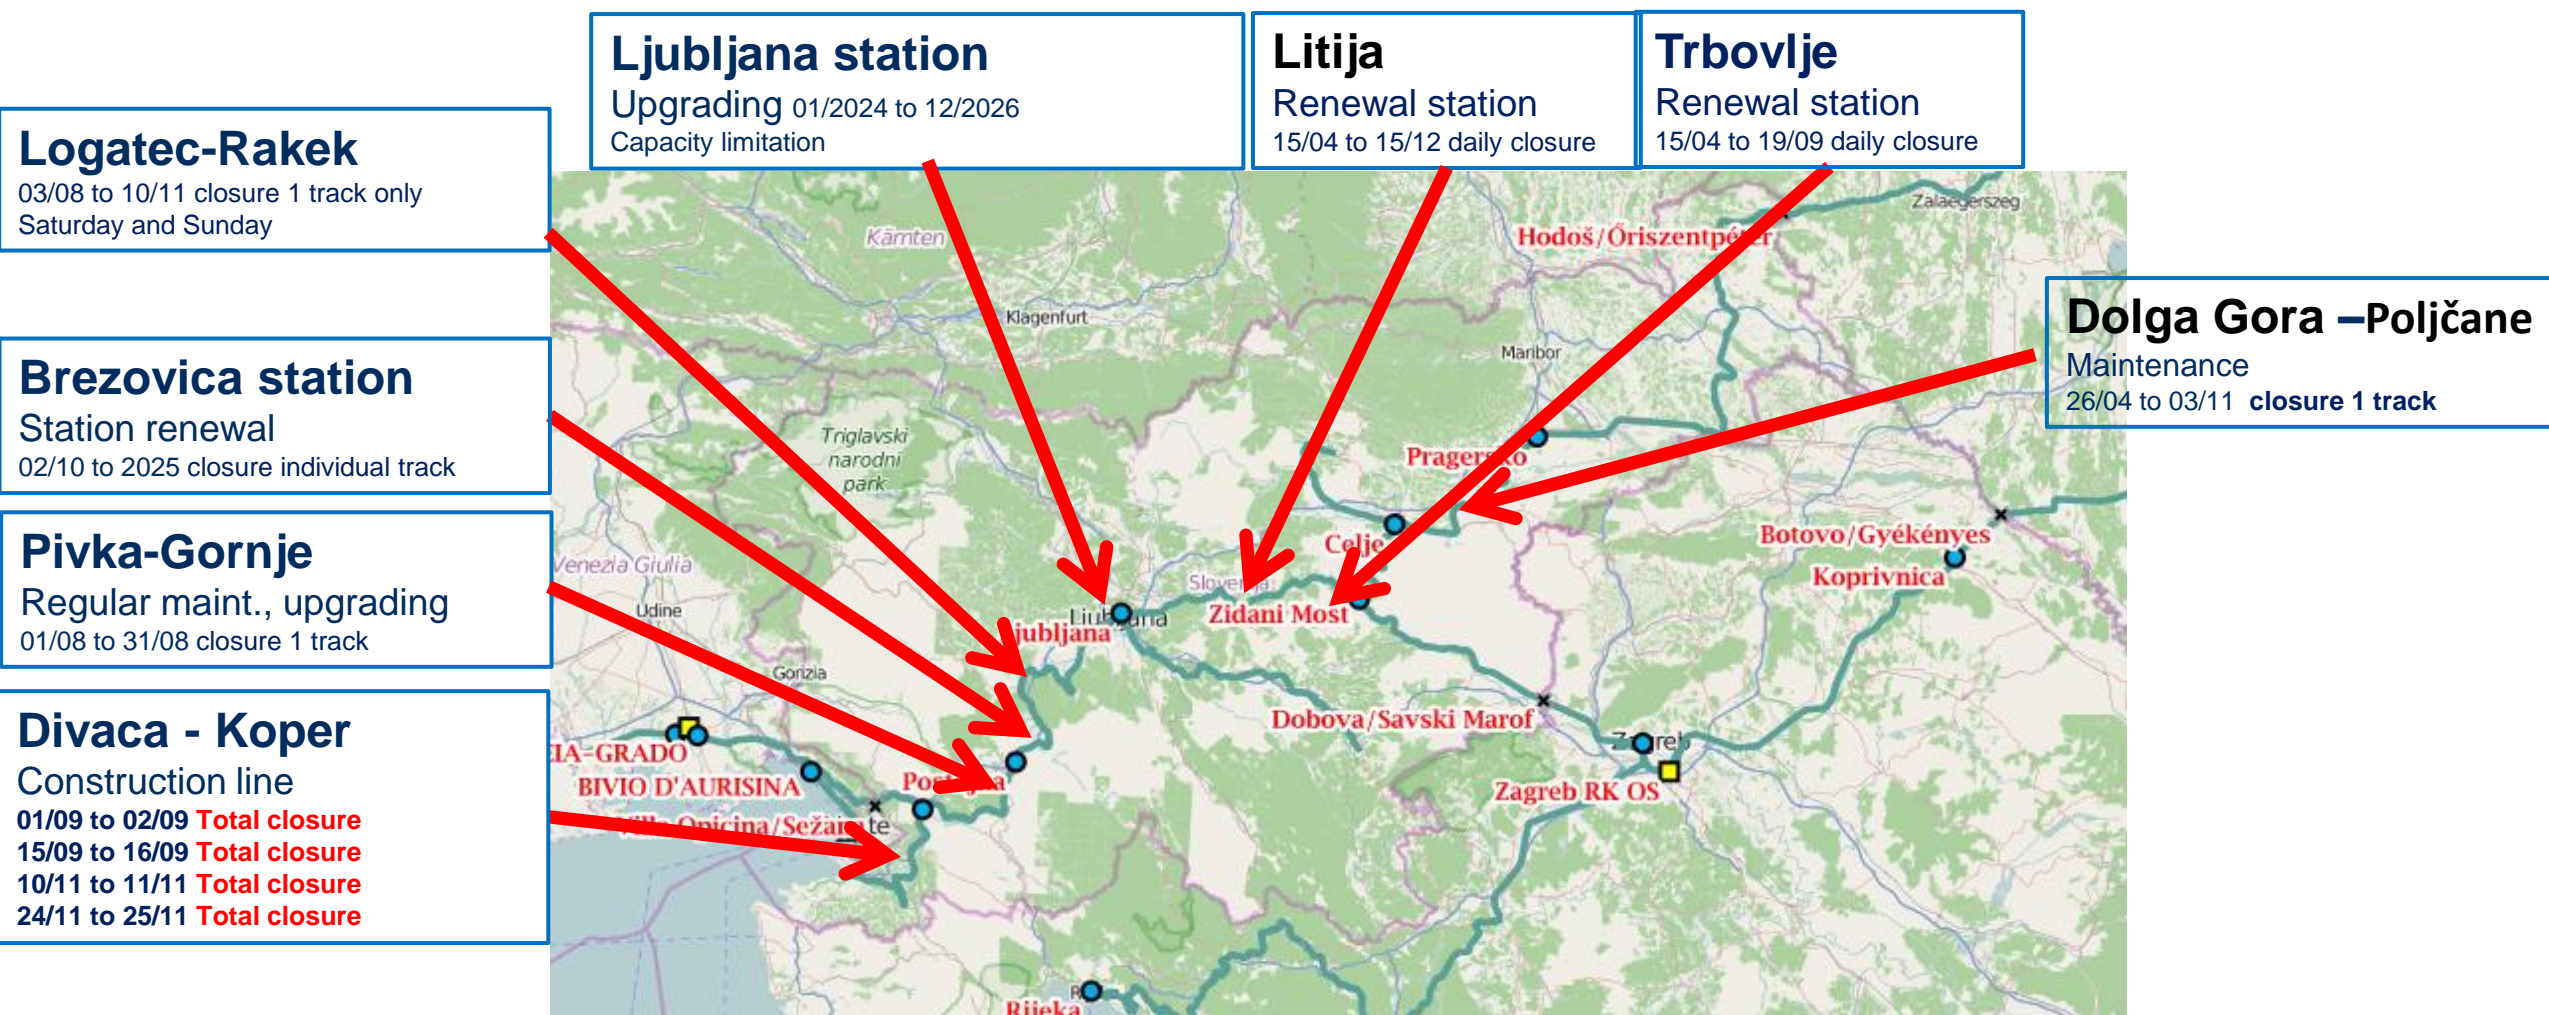 Ljubljana station
Upgrading 01/2024 to 12/2026
Capacity limitation
Litija
Renewal station
15/04 to 15/12 daily closure
Trbovlje
Renewal station
15/04 to 19/09 daily closure
Logatec-Rakek
03/08 to 10/11 closure 1 track only
Saturday and Sunday
Brezovica station
Station renewal
02/10 to 2025 closure individual track
Pivka-Gornje
Regular maint., upgrading
01/08 to 31/08 closure 1 track
Divaca - Koper
Construction line
01/09 to 02/09 Total closure
15/09 to 16/09 Total closure
10/11 to 11/11 Total closure
24/11 to 25/11 Total closure
Dolga Gora –Poljčane
Maintenance
26/04 to 03/11 closure 1 track
Zalaegerszeg
Kärnten
Hodoš/Őriszentpéter
Klagenfurt
Maribor
Triglavski
narodni
park
Pragersko
Celje
Botovo/Gyékényes
Koprivnica
Venezia Giulia
Slovenija
Udine
Zidani Most
jubljana
Gorizia
Dobova/Savski Marof
IA-GRADO
BIVIO D'AURISINA
Zagreb RK OS
Villa Opicina/Sežana
Rijeka